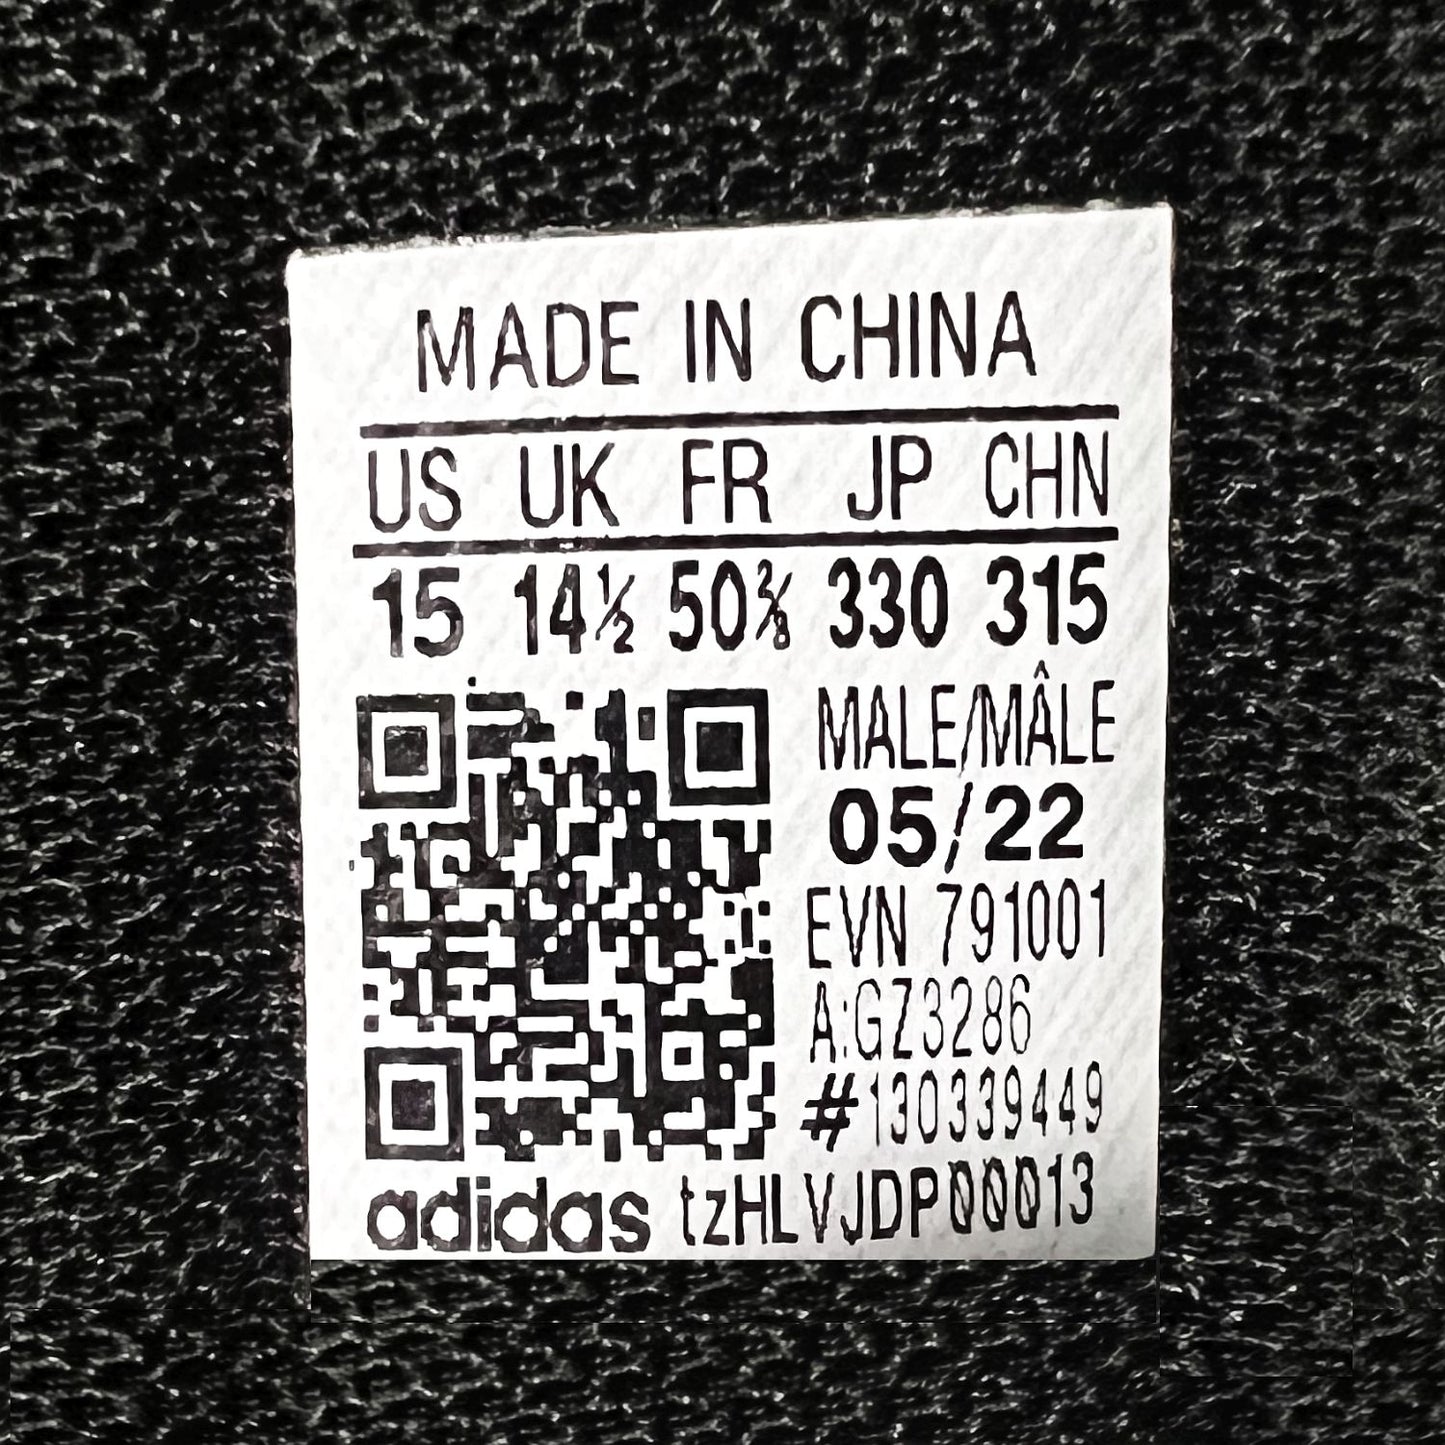 MADE IN CHINA
US UK FR JP CHN
15 14½ 50⅔ 330 315
MALE/MÂLE
05/22
EVN 791001
A:GZ3286
#130339449
adidas tzHLVJDP00013